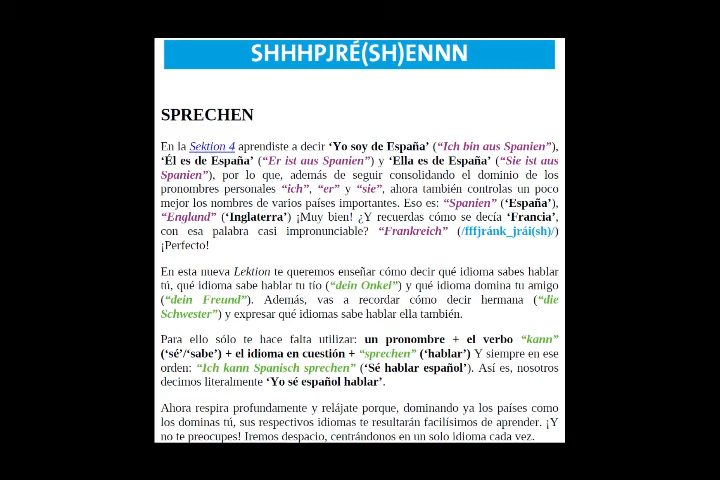 SHHHPJRÉ(SH)ENNN
SPRECHEN
En la Sektion 4 aprendiste a decir ‘Yo soy de España’ (“Ich bin aus Spanien”),
‘Él es de España’ (“Er ist aus Spanien”) y ‘Ella es de España’ (“Sie ist aus
Spanien”), por lo que, además de seguir consolidando el dominio de los
pronombres personales “ich”, “er” y “sie”, ahora también controlas un poco
mejor los nombres de varios países importantes. Eso es: “Spanien” (‘España’),
“England” (‘Inglaterra’) ¡Muy bien! ¿Y recuerdas cómo se decía ‘Francia’,
con esa palabra casi impronunciable? “Frankreich” (/fffjránk_jrái(sh)/)
¡Perfecto!
En esta nueva Lektion te queremos enseñar cómo decir qué idioma sabes hablar
tú, qué idioma sabe hablar tu tío (“dein Onkel”) y qué idioma domina tu amigo
(“dein Freund”). Además, vas a recordar cómo decir hermana (“die
Schwester”) y expresar qué idiomas sabe hablar ella también.
Para ello sólo te hace falta utilizar: un pronombre + el verbo “kann”
(‘sé’/‘sabe’) + el idioma en cuestión + “sprechen” (‘hablar’) Y siempre en ese
orden: “Ich kann Spanisch sprechen” (‘Sé hablar español’). Así es, nosotros
decimos literalmente ‘Yo sé español hablar’.
Ahora respira profundamente y relájate porque, dominando ya los países como
los dominas tú, sus respectivos idiomas te resultarán facilísimos de aprender. ¡Y
no te preocupes! Iremos despacio, centrándonos en un solo idioma cada vez.